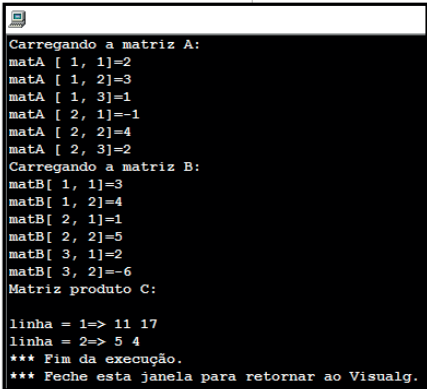 Carregando a matriz A:
matA [ 1, 1]=2
matA [ 1, 2]=3
matA [ 1, 3]=1
matA [ 2, 1]=-1
matA [ 2, 2]=4
matA [ 2, 3]=2
Carregando a matriz B:
matB[ 1, 1]=3
matB[ 1, 2]=4
matB[ 2, 1]=1
matB[ 2, 2]=5
matB[ 3, 1]=2
matB[ 3, 2]=-6
Matriz produto C:
linha = 1=> 11 17
linha = 2=> 5 4
*** Fim da execução.
*** Feche esta janela para retornar ao Visualg.